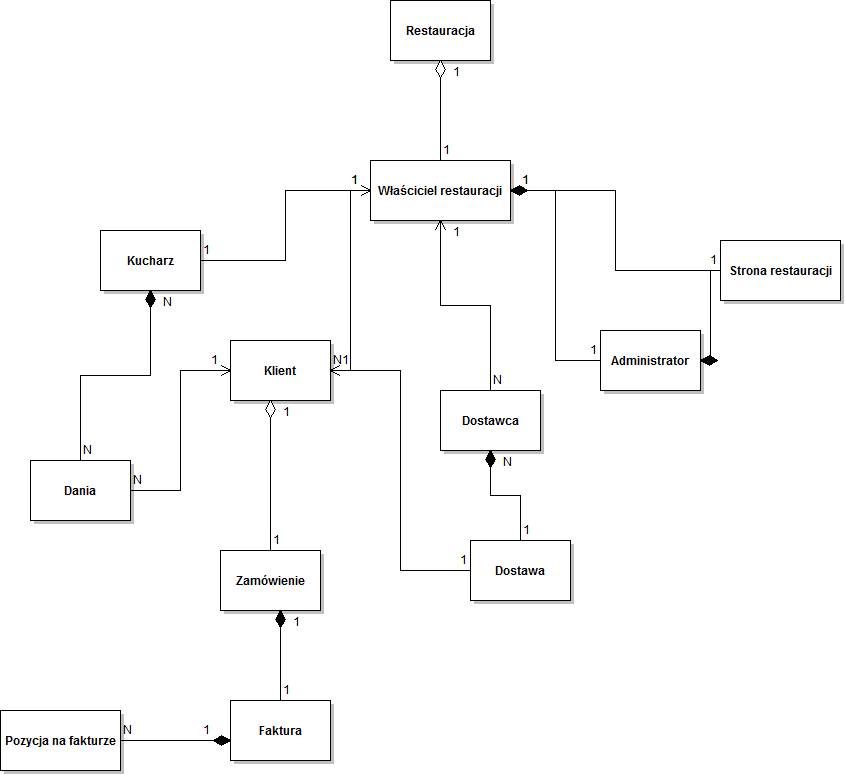 Restauracja
1
1
1
Właściciel restauracji
1
Kucharz
1
1
1
Strona restauracji
N
1
Administrator
1
Klient
N1
N
Dostawca
1
N
Dania
N
N
1
Zamówienie
1
1
Dostawa
1
1
Faktura
N
1
Pozycja na fakturze